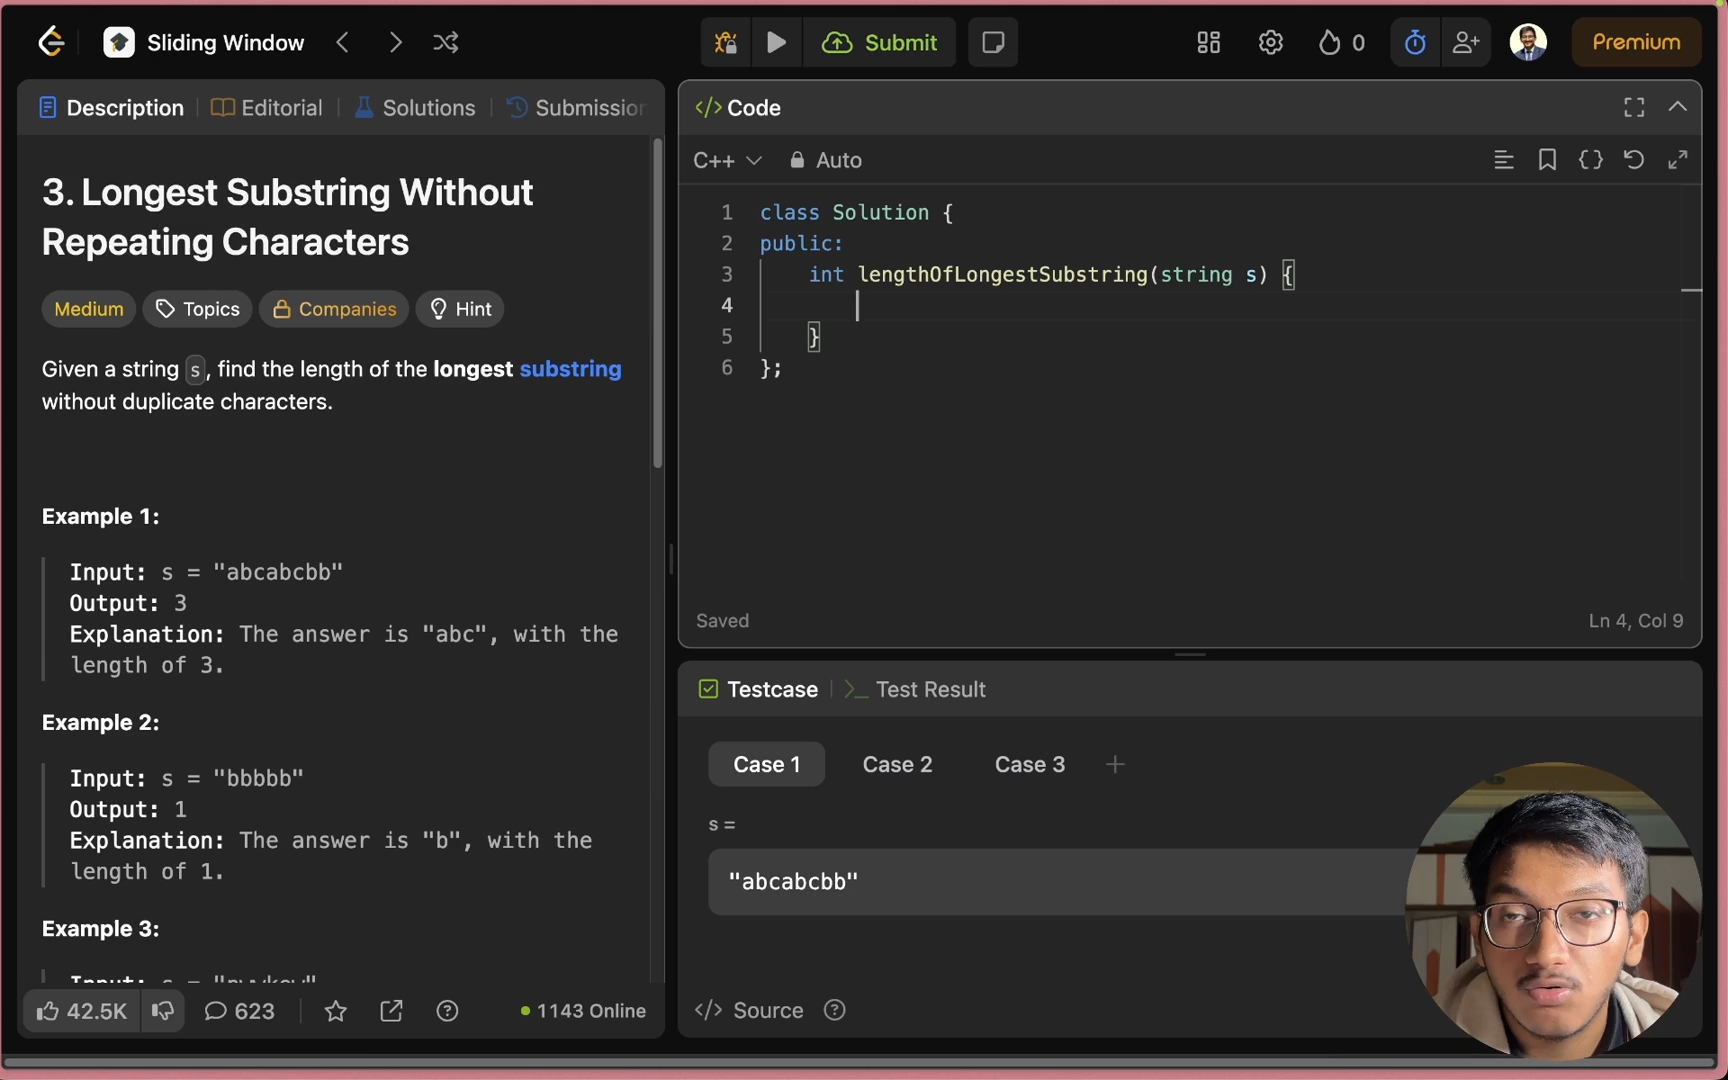 Sliding Window
Submit
0
Premium
Description
Editorial
Solutions
Submission
3. Longest Substring Without
Repeating Characters
Medium
Topics
Companies
Hint
Given a string s, find the length of the longest substring
without duplicate characters.
Example 1:
Input: s = "abcabcbb"
Output: 3
Explanation: The answer is "abc", with the
length of 3.
Example 2:
Input: s = "bbbbb"
Output: 1
Explanation: The answer is "b", with the
length of 1.
Example 3:
42.5K
623
1143 Online
</> Code
C++
Auto
1 class Solution {
2 public:
3 int lengthOfLongestSubstring(string s) {
4
5 }
6 };
Saved
Ln 4, Col 9
Testcase
>_ Test Result
Case 1
Case 2
Case 3
+
s =
"abcabcbb"
</> Source